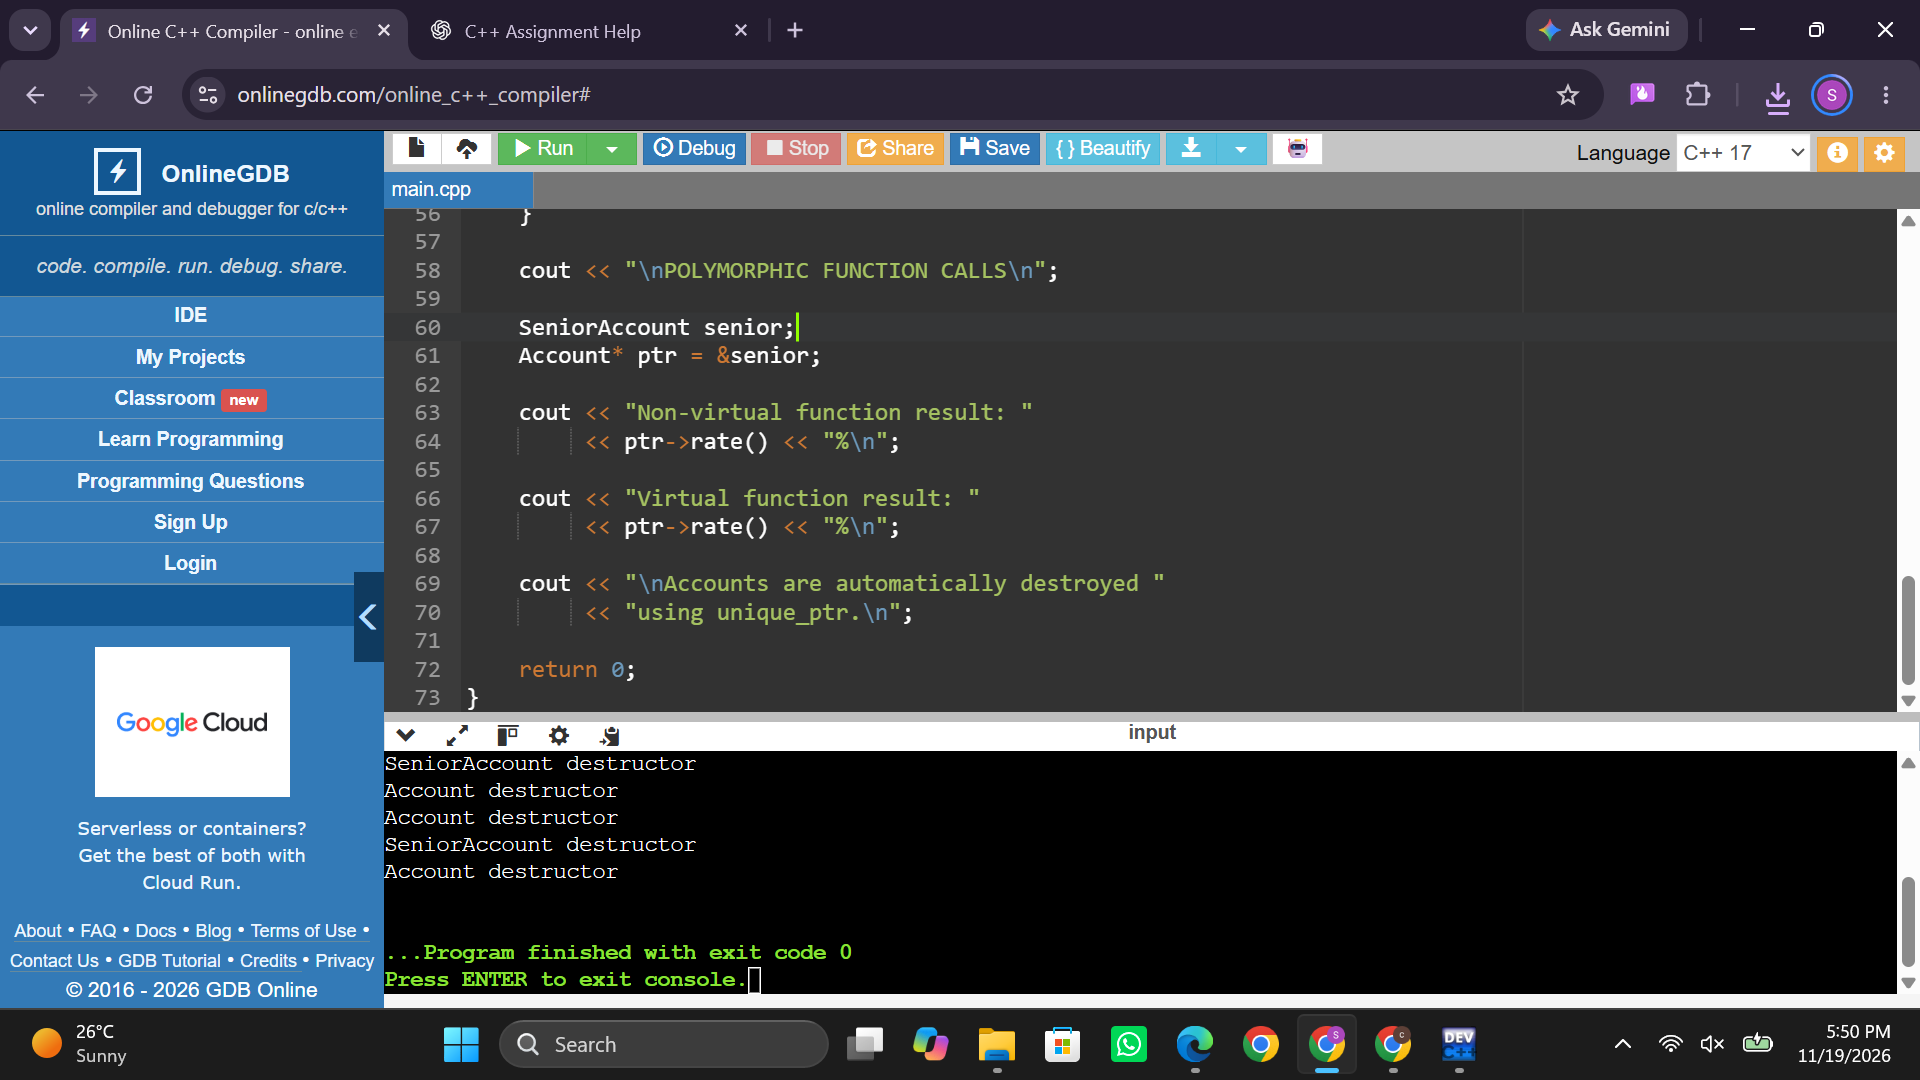 Online C++ Compiler - online e
C++ Assignment Help
Ask Gemini
onlinegdb.com/online_c++_compiler#
S
OnlineGDB
online compiler and debugger for c/c++
code. compile. run. debug. share.
IDE
My Projects
Classroom new
Learn Programming
Programming Questions
Sign Up
Login
Google Cloud
Serverless or containers?
Get the best of both with
Cloud Run.
About • FAQ • Docs • Blog • Terms of Use •
Contact Us • GDB Tutorial • Credits • Privacy
© 2016 - 2026 GDB Online
Run Debug Stop Share Save { } Beautify
Language C++ 17
main.cpp
56 }
57
58 cout << "\nPOLYMORPHIC FUNCTION CALLS\n";
59
60 SeniorAccount senior;
61 Account* ptr = &senior;
62
63 cout << "Non-virtual function result: "
64 << ptr->rate() << "%\n";
65
66 cout << "Virtual function result: "
67 << ptr->rate() << "%\n";
68
69 cout << "\nAccounts are automatically destroyed "
70 << "using unique_ptr.\n";
71
72 return 0;
73 }
input
SeniorAccount destructor
Account destructor
Account destructor
SeniorAccount destructor
Account destructor
...Program finished with exit code 0
Press ENTER to exit console.
26°C
Sunny
Search
S
C
DEV
C++
5:50 PM
11/19/2026